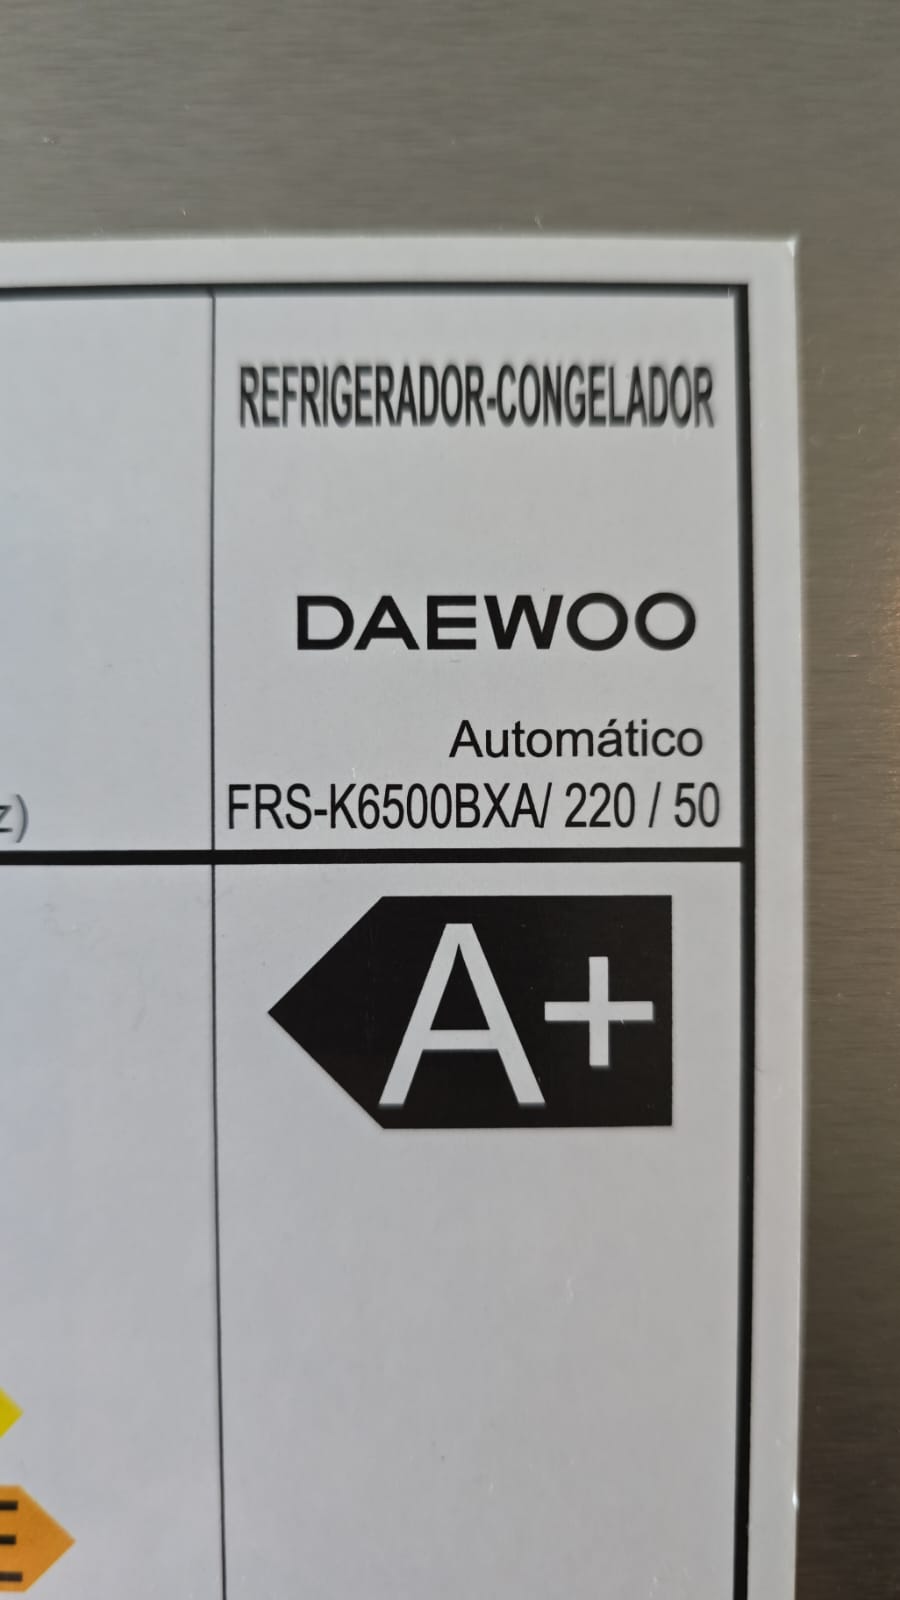 REFRIGERADOR-CONGELADOR
DAEWOO
Automático
z)
FRS-K6500BXA/ 220 / 50
A+
E